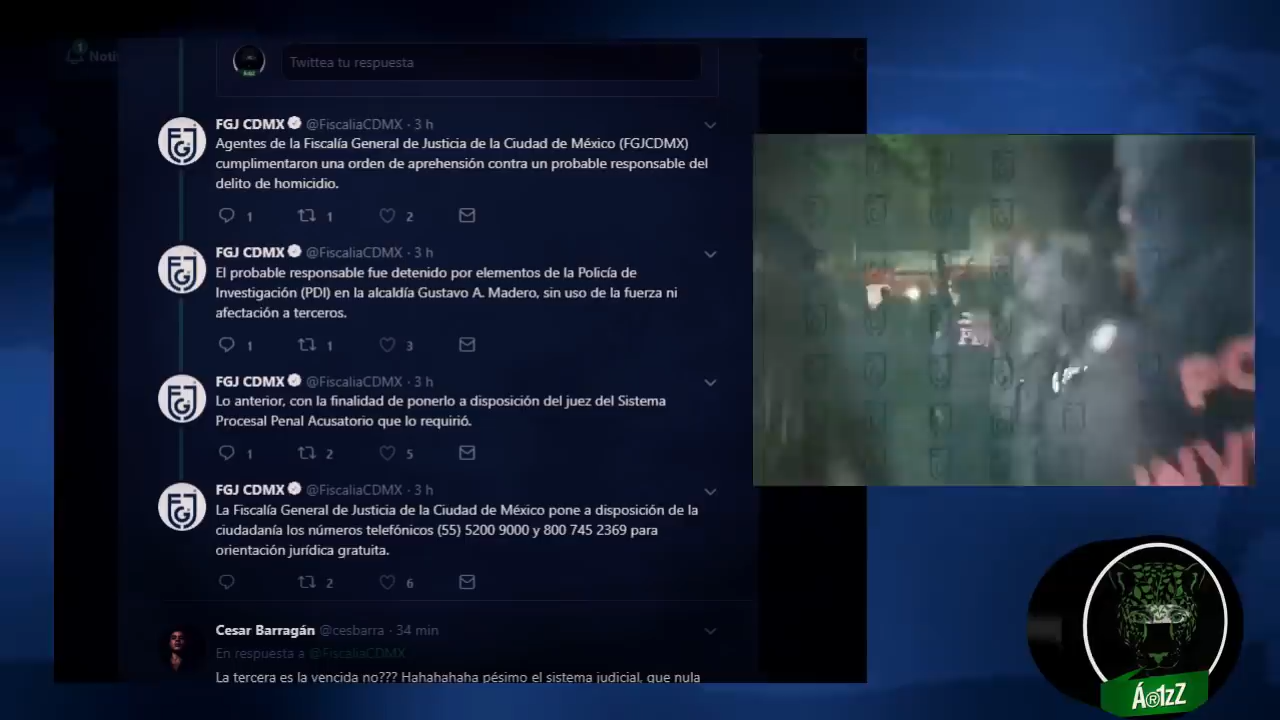 1
Noti
Twittea tu respuesta
FGJ CDMX @FiscaliaCDMX · 3 h
Agentes de la Fiscalía General de Justicia de la Ciudad de México (FGJCDMX)
cumplimentaron una orden de aprehensión contra un probable responsable del
delito de homicidio.
1 1 2
FGJ CDMX @FiscaliaCDMX · 3 h
El probable responsable fue detenido por elementos de la Policía de
Investigación (PDI) en la alcaldía Gustavo A. Madero, sin uso de la fuerza ni
afectación a terceros.
1 1 3
FGJ CDMX @FiscaliaCDMX · 3 h
Lo anterior, con la finalidad de ponerlo a disposición del juez del Sistema
Procesal Penal Acusatorio que lo requirió.
1 2 5
FGJ CDMX @FiscaliaCDMX · 3 h
La Fiscalía General de Justicia de la Ciudad de México pone a disposición de la
ciudadanía los números telefónicos (55) 5200 9000 y 800 745 2369 para
orientación jurídica gratuita.
2 6
Cesar Barragán @cesbarra · 34 min
En respuesta a @FiscaliaCDMX
La tercera es la vencida no??? Hahahahaha pésimo el sistema judicial, que nula
PO
INV
Á®1zZ